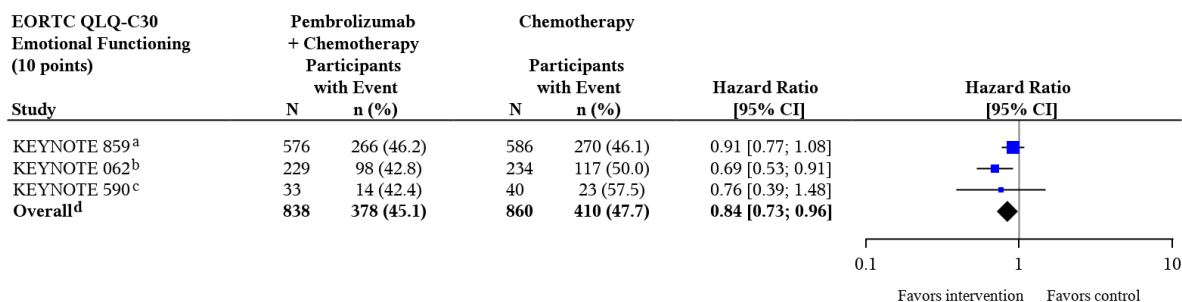 EORTC QLQ-C30 Pembrolizumab Chemotherapy
Emotional Functioning + Chemotherapy
(10 points) Participants Participants
with Event with Event Hazard Ratio Hazard Ratio
Study N n (%) N n (%) [95% CI] [95% CI]
KEYNOTE 859a 576 266 (46.2) 586 270 (46.1) 0.91 [0.77; 1.08]
KEYNOTE 062b 229 98 (42.8) 234 117 (50.0) 0.69 [0.53; 0.91]
KEYNOTE 590c 33 14 (42.4) 40 23 (57.5) 0.76 [0.39; 1.48]
Overalld 838 378 (45.1) 860 410 (47.7) 0.84 [0.73; 0.96]
0.1 1 10
Favors intervention Favors control